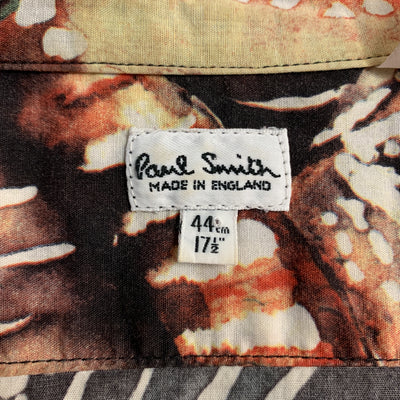 Paul Smith
MADE IN ENGLAND
44cm
17½"